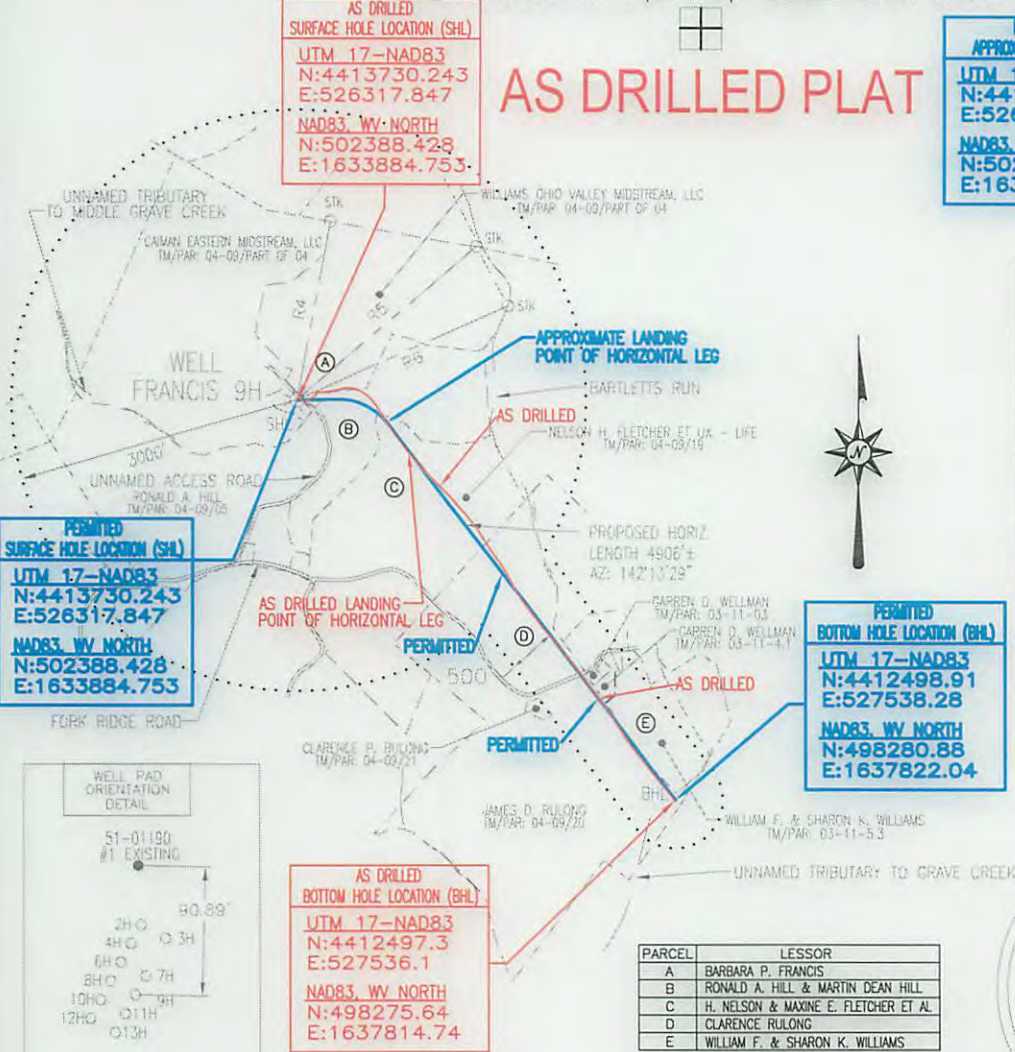 AS DRILLED
SURFACE HOLE LOCATION (SHL)
UTM 17-NAD83
N:4413730.243
E:526317.847
NAD83, WV NORTH
N:502388.428
E:1633884.753
AS DRILLED PLAT
UNNAMED TRIBUTARY
TO MIDDLE GRAVE CREEK
CAIMAN EASTERN MIDSTREAM, LLC
TM/PAR: 04-09/PART OF 04
WILLIAMS OHIO VALLEY MIDSTREAM, LLC
TM/PAR: 04-09/PART OF 04
STK
STK
STK
R4
R5
R6
WELL
FRANCIS 9H
A
B
C
APPROXIMATE LANDING
POINT OF HORIZONTAL LEG
BARTLETTS RUN
AS DRILLED
NELSON H. FLETCHER ET UX - LIFE
TM/PAR: 04-09/19
N
3000'
UNNAMED ACCESS ROAD
RONALD A. HILL
TM/PAR: 04-09/05
PROPOSED HORIZ.
LENGTH 4906'±
AZ: 142°13'29"
PERMITTED
SURFACE HOLE LOCATION (SHL)
UTM 17-NAD83
N:4413730.243
E:526317.847
NAD83, WV NORTH
N:502388.428
E:1633884.753
AS DRILLED LANDING
POINT OF HORIZONTAL LEG
PERMITTED
D
500
GARREN D. WELLMAN
TM/PAR: 03-11-03
GARREN D. WELLMAN
TM/PAR: 03-11-4.1
AS DRILLED
PERMITTED
E
PERMITTED
BOTTOM HOLE LOCATION (BHL)
UTM 17-NAD83
N:4412498.91
E:527538.28
NAD83, WV NORTH
N:498280.88
E:1637822.04
FORK RIDGE ROAD
CLARENCE P. RULONG
TM/PAR: 04-09/21
JAMES D. RULONG
TM/PAR: 04-09/20
BHL
WILLIAM F. & SHARON K. WILLIAMS
TM/PAR: 03-11-5.3
UNNAMED TRIBUTARY TO GRAVE CREEK
WELL PAD
ORIENTATION
DETAIL
51-01190
#1 EXISTING
90.89'
2H
4H
3H
6H
8H
7H
10H
9H
12H
11H
13H
AS DRILLED
BOTTOM HOLE LOCATION (BHL)
UTM 17-NAD83
N:4412497.3
E:527536.1
NAD83, WV NORTH
N:498275.64
E:1637814.74
PARCEL LESSOR
A BARBARA P. FRANCIS
B RONALD A. HILL & MARTIN DEAN HILL
C H. NELSON & MAXINE E. FLETCHER ET AL
D CLARENCE RULONG
E WILLIAM F. & SHARON K. WILLIAMS